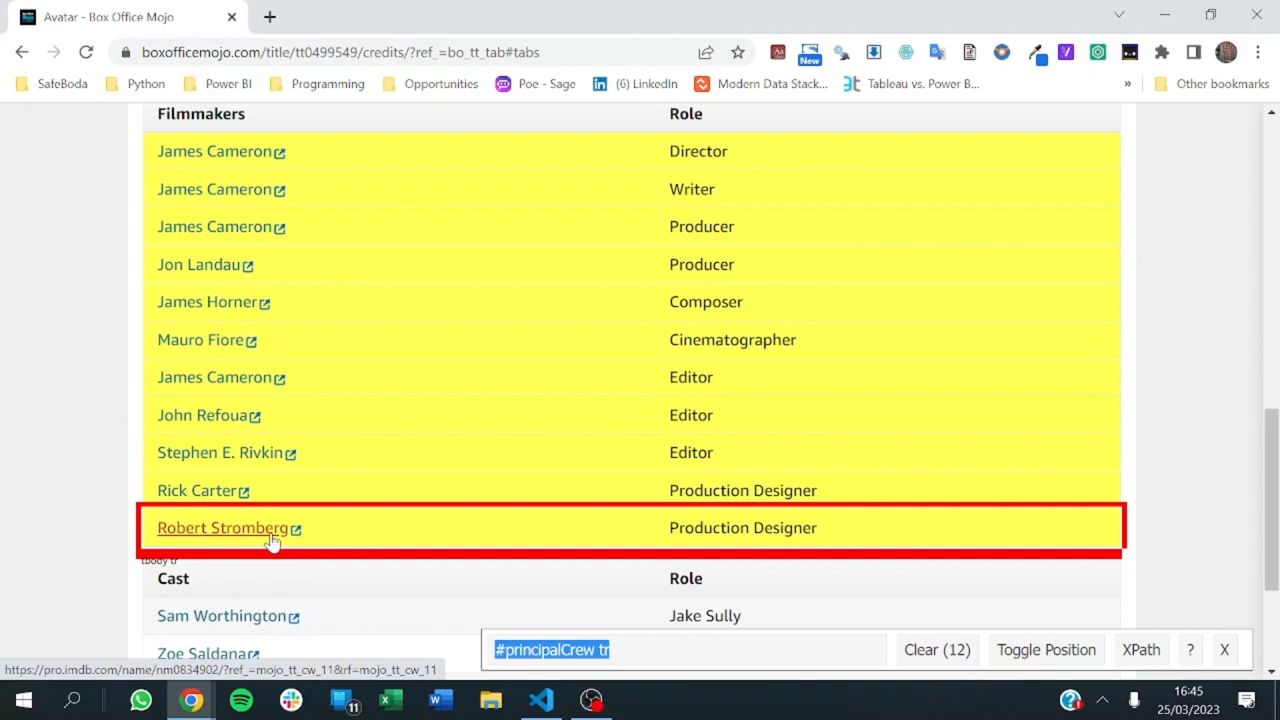 Avatar - Box Office Mojo
boxofficemojo.com/title/tt0499549/credits/?ref_=bo_tt_tab#tabs
New
SafeBoda Python Power BI Programming Opportunities Poe - Sage (6) LinkedIn Modern Data Stack... Tableau vs. Power B... » Other bookmarks
Filmmakers Role
James Cameron Director
James Cameron Writer
James Cameron Producer
Jon Landau Producer
James Horner Composer
Mauro Fiore Cinematographer
James Cameron Editor
John Refoua Editor
Stephen E. Rivkin Editor
Rick Carter Production Designer
Robert Stromberg Production Designer
tbody tr
Cast Role
Sam Worthington Jake Sully
Zoe Saldana
#principalCrew tr Clear (12) Toggle Position XPath ? X
https://pro.imdb.com/name/nm0834902/?ref_=mojo_tt_cw_11&rf=mojo_tt_cw_11
11
16:45
25/03/2023